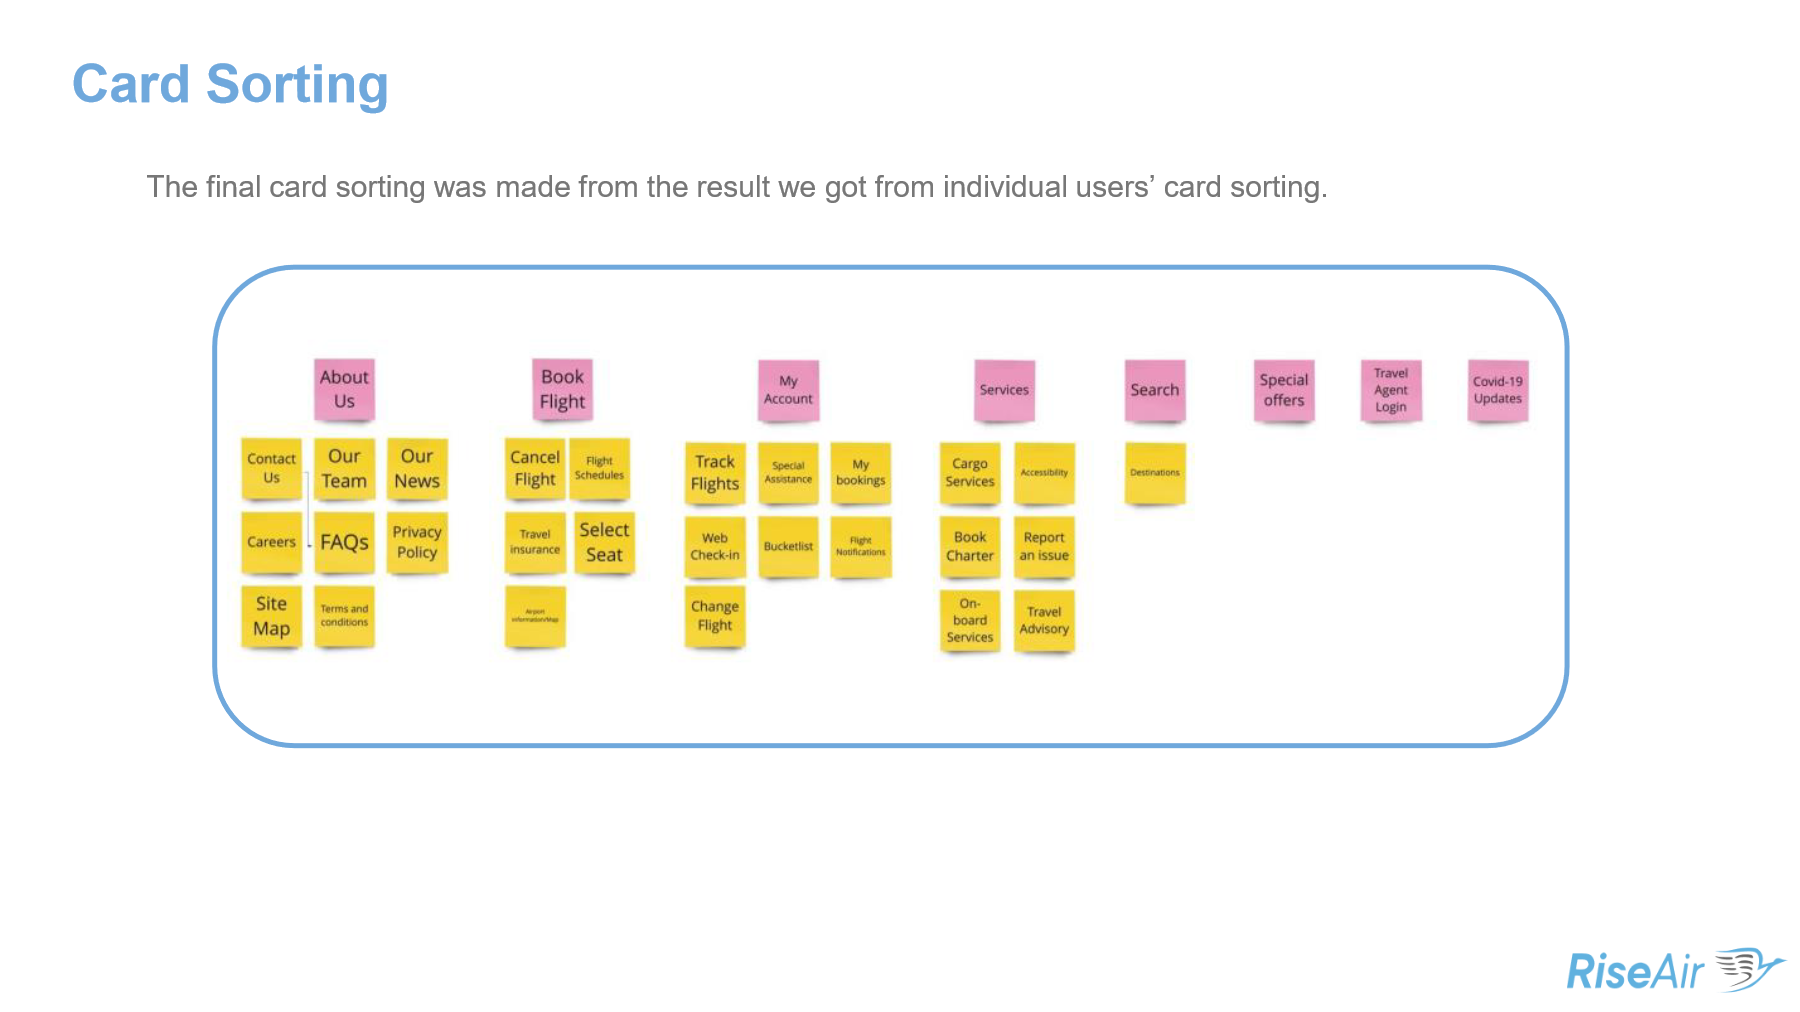 Card Sorting
The final card sorting was made from the result we got from individual users’ card sorting.
About
Us
Book
Flight
My
Account
Services
Search
Special
offers
Travel
Agent
Login
Covid-19
Updates
Contact
Us
Our
Team
Our
News
Careers
FAQs
Privacy
Policy
Site
Map
Terms and
conditions
Cancel
Flight
Flight
Schedules
Travel
insurance
Select
Seat
Airport
information/Map
Track
Flights
Special
Assistance
My
bookings
Web
Check-in
Bucketlist
Flight
Notifications
Change
Flight
Cargo
Services
Accessibility
Book
Charter
Report
an issue
On-
board
Services
Travel
Advisory
Destinations
RiseAir